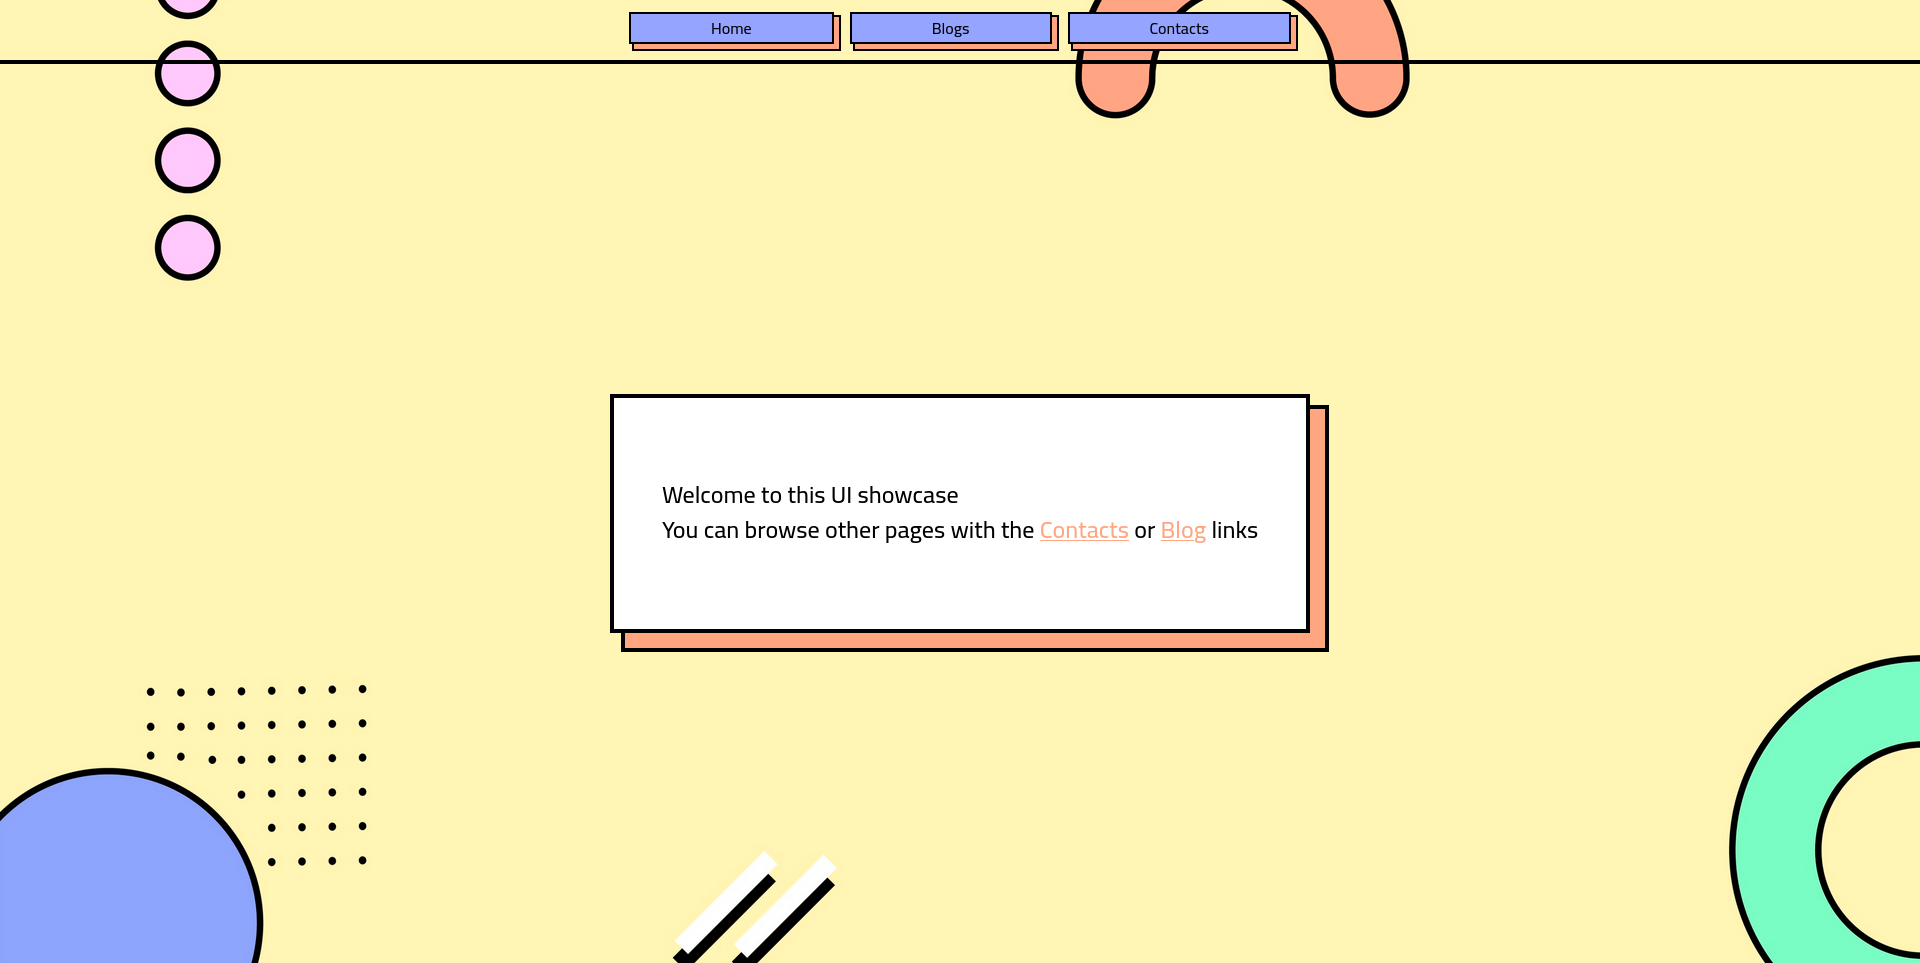 Home
Blogs
Contacts
Welcome to this UI showcase
You can browse other pages with the Contacts or Blog links